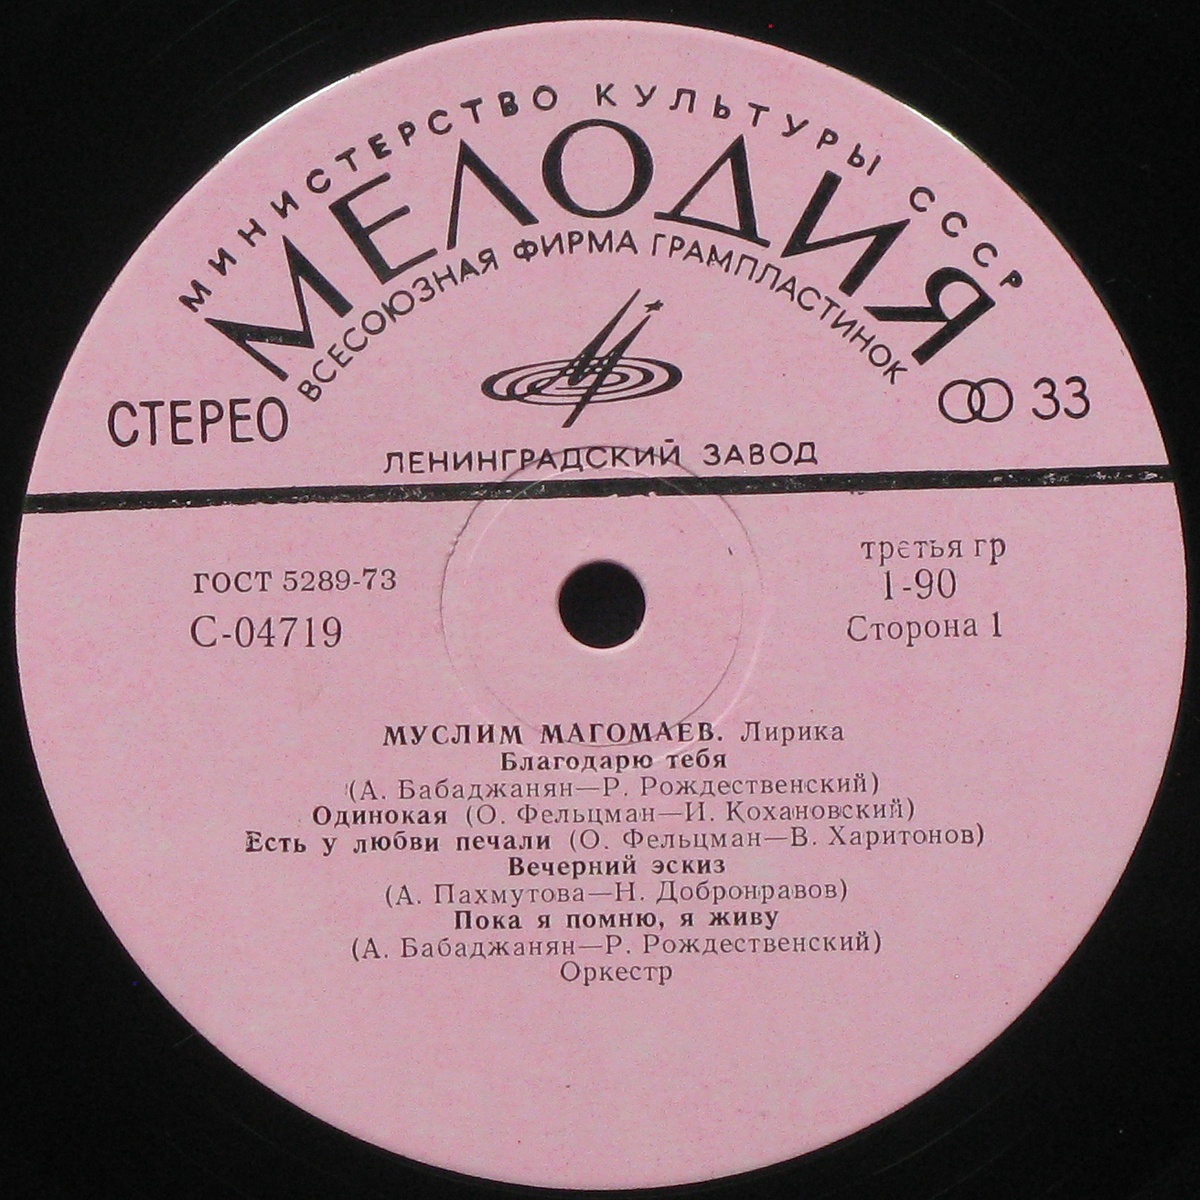 МИНИСТЕРСТВО КУЛЬТУРЫ СССР
МЕЛОДИЯ
ВСЕСОЮЗНАЯ ФИРМА ГРАМПЛАСТИНОК
СТЕРЕО
33
ЛЕНИНГРАДСКИЙ ЗАВОД
ГОСТ 5289-73
С-04719
третья гр
1-90
Сторона 1
МУСЛИМ МАГОМАЕВ. Лирика
Благодарю тебя
(А. Бабаджанян—Р. Рождественский)
Одинокая (О. Фельцман—И. Кохановский)
Есть у любви печали (О. Фельцман—В. Харитонов)
Вечерний эскиз
(А. Пахмутова—Н. Добронравов)
Пока я помню, я живу
(А. Бабаджанян—Р. Рождественский)
Оркестр